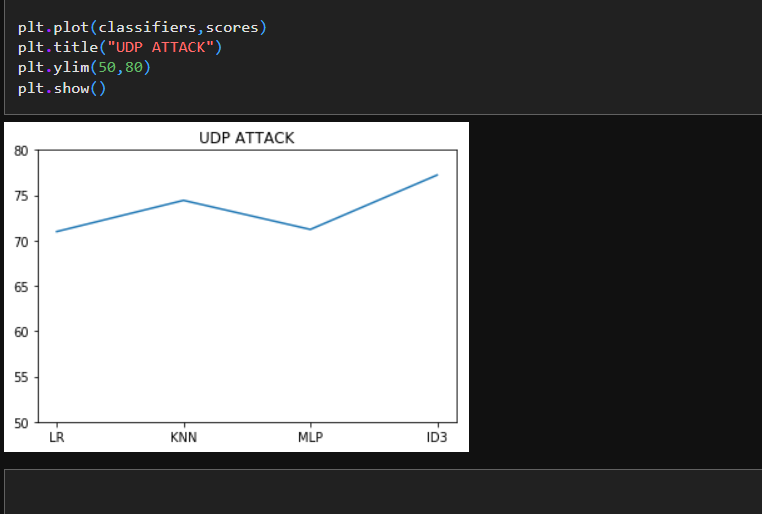 plt.plot(classifiers,scores)
plt.title("UDP ATTACK")
plt.ylim(50,80)
plt.show()
UDP ATTACK
80
75
70
65
60
55
50
LR KNN MLP ID3